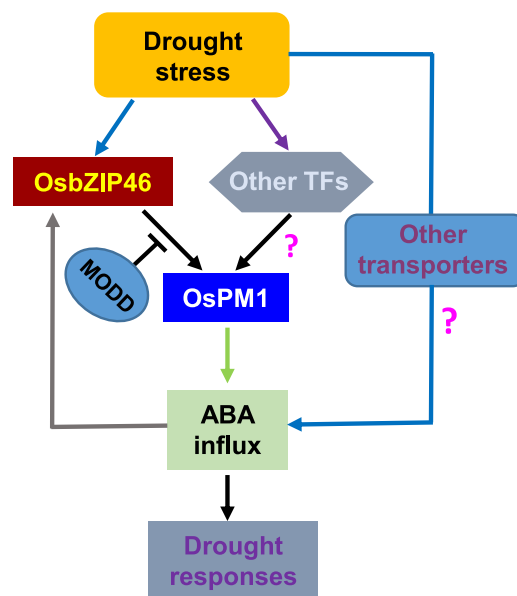 Drought
stress
OsbZIP46
Other TFs
Other
transporters
MODD
?
OsPM1
?
ABA
influx
Drought
responses